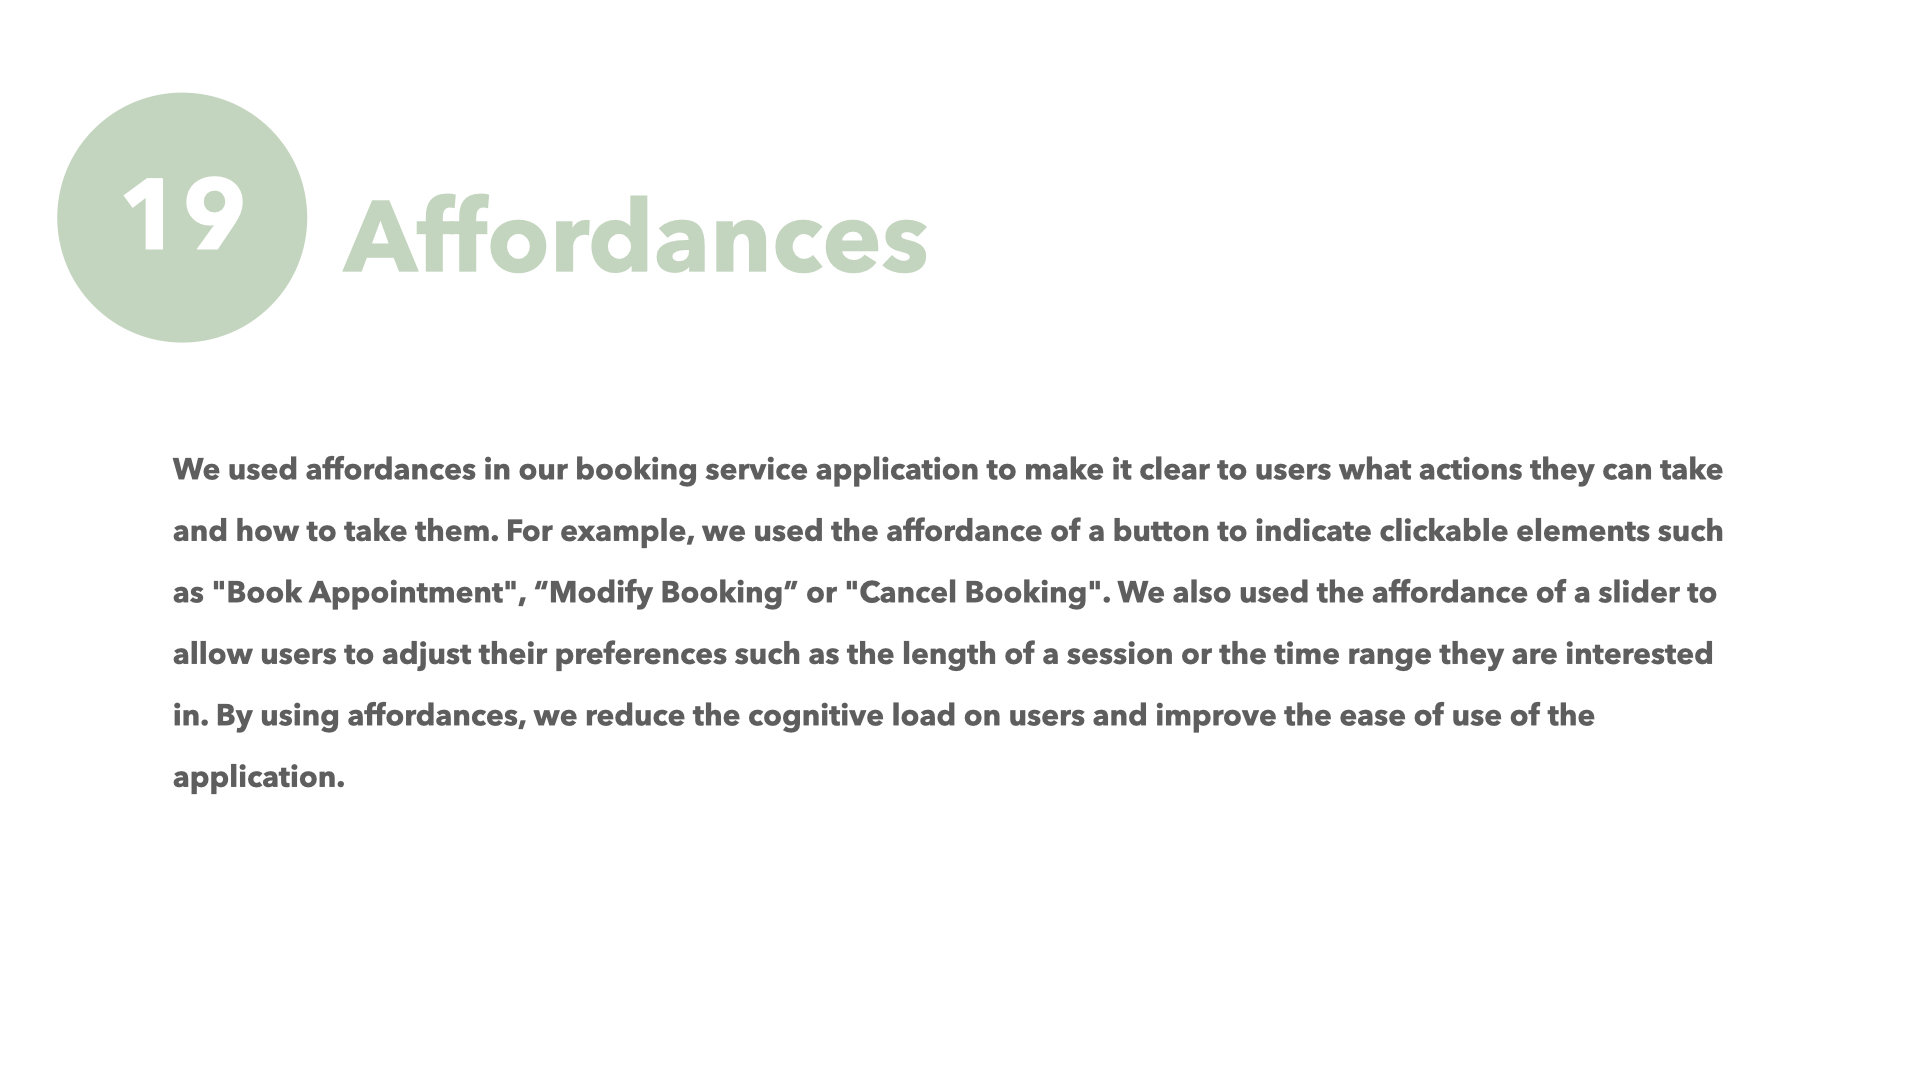 19
Affordances
We used affordances in our booking service application to make it clear to users what actions they can take
and how to take them. For example, we used the affordance of a button to indicate clickable elements such
as "Book Appointment", “Modify Booking” or "Cancel Booking". We also used the affordance of a slider to
allow users to adjust their preferences such as the length of a session or the time range they are interested
in. By using affordances, we reduce the cognitive load on users and improve the ease of use of the
application.